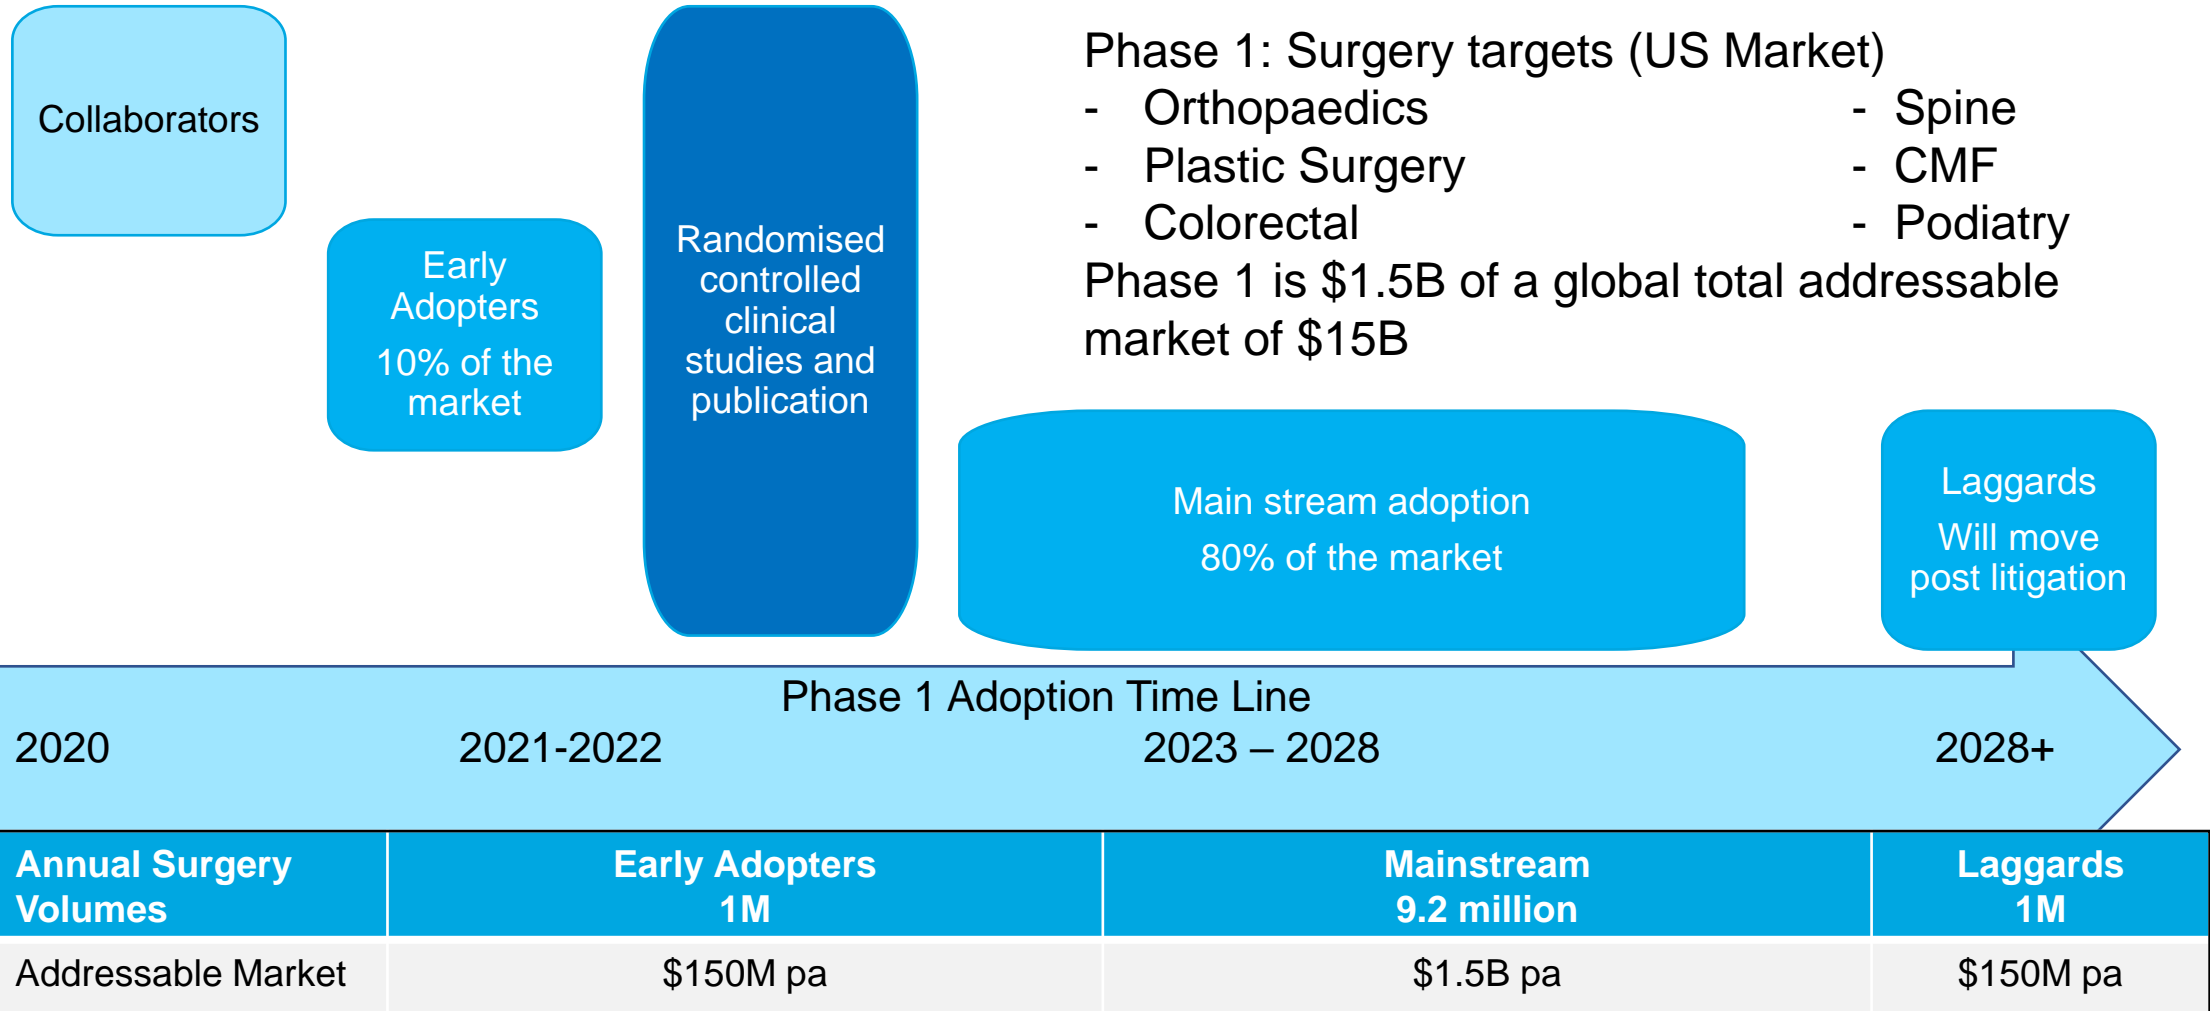 Collaborators
Early
Adopters
10% of the
market
Randomised
controlled
clinical
studies and
publication
Phase 1: Surgery targets (US Market)
- Orthopaedics - Spine
- Plastic Surgery - CMF
- Colorectal - Podiatry
Phase 1 is $1.5B of a global total addressable
market of $15B
Main stream adoption
80% of the market
Laggards
Will move
post litigation
Phase 1 Adoption Time Line
2020 2021-2022 2023 – 2028 2028+
Annual Surgery
Volumes
Early Adopters
1M
Mainstream
9.2 million
Laggards
1M
Addressable Market $150M pa $1.5B pa $150M pa